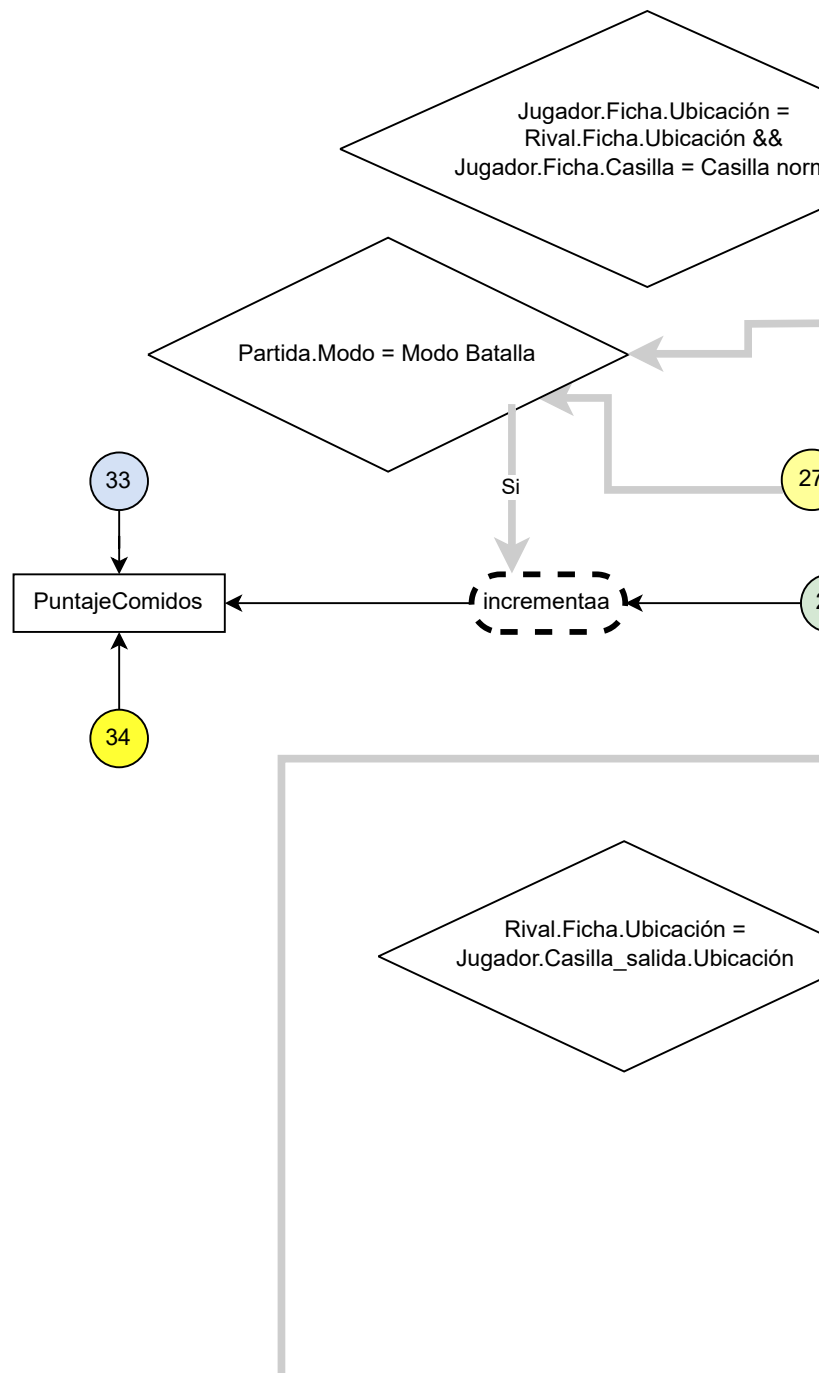 Jugador.Ficha.Ubicación =
Rival.Ficha.Ubicación &&
Jugador.Ficha.Casilla = Casilla
Partida.Modo = Modo Batalla
33
27
Si
PuntajeComidos
incrementaa
34
Rival.Ficha.Ubicación =
Jugador.Casilla_salida.Ubicación